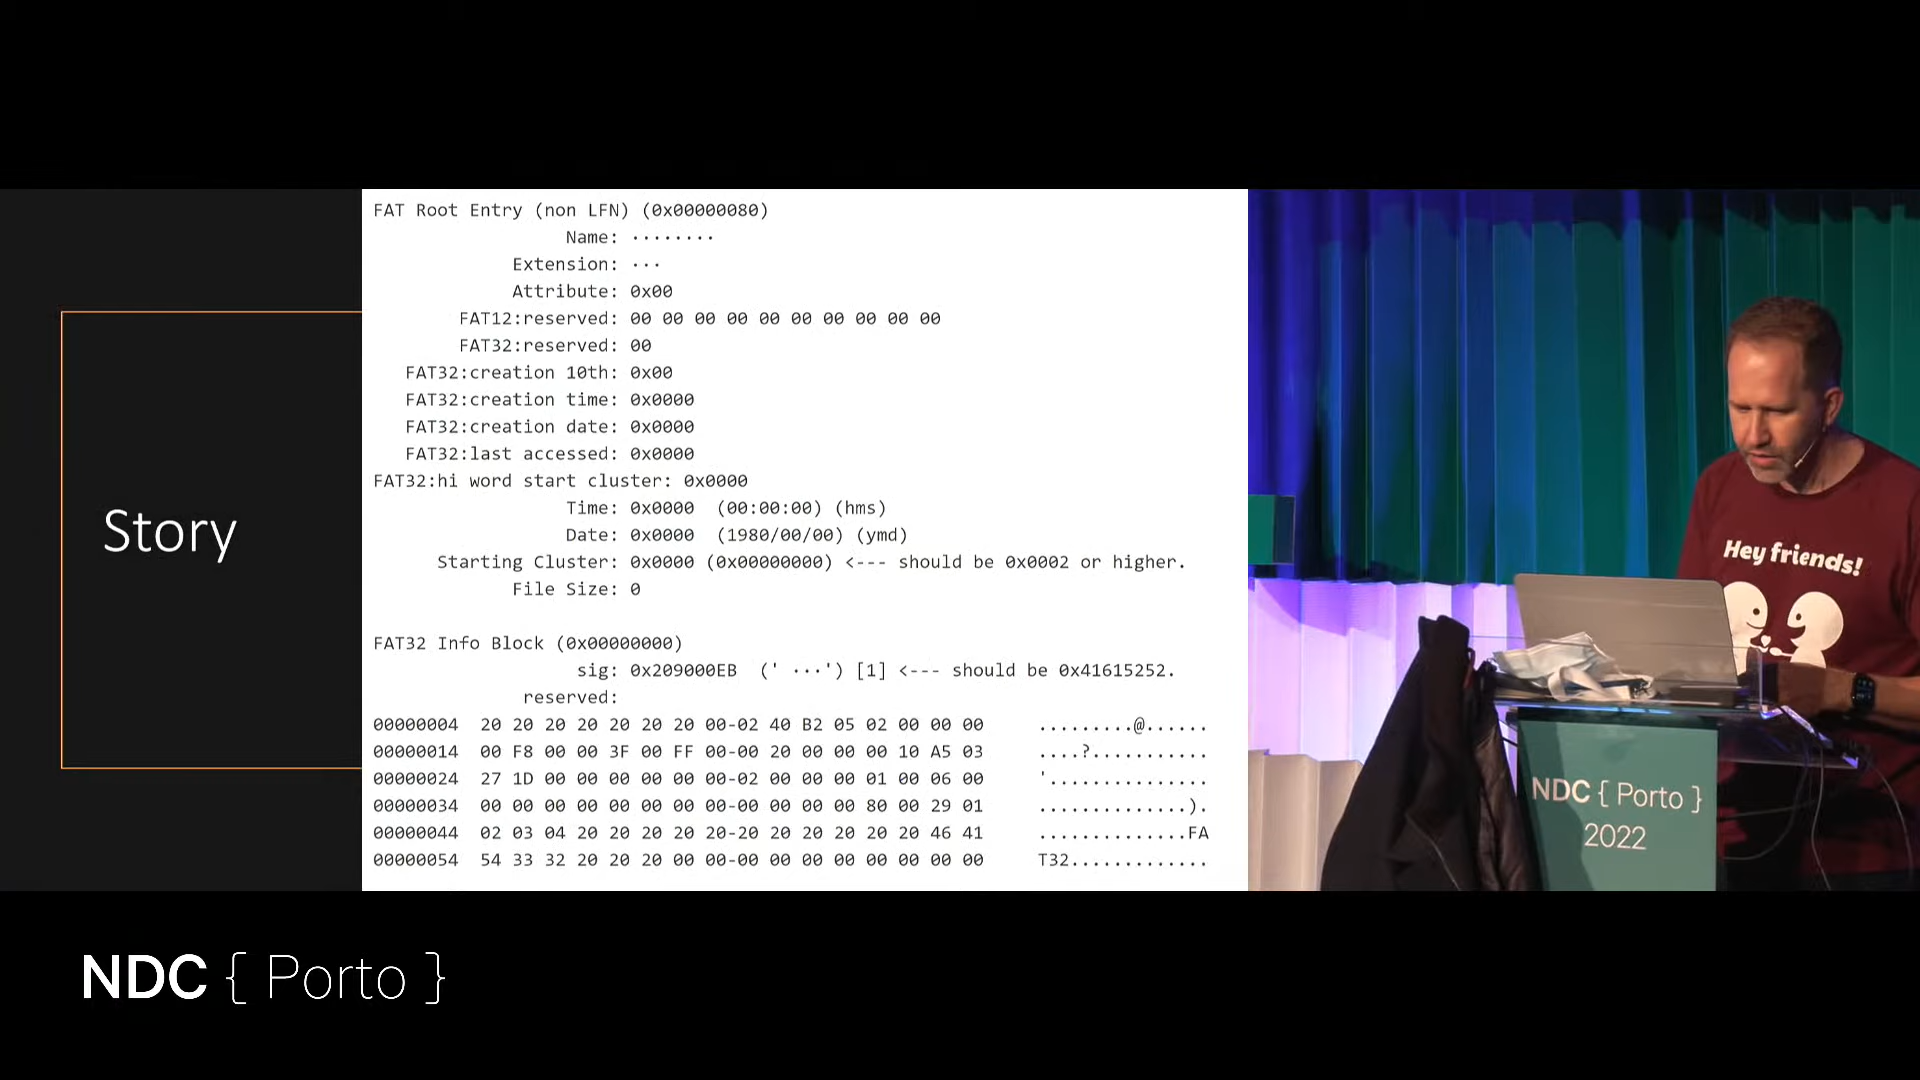 Story
FAT Root Entry (non LFN) (0x00000080)
Name: ········
Extension: ···
Attribute: 0x00
FAT12:reserved: 00 00 00 00 00 00 00 00 00 00
FAT32:reserved: 00
FAT32:creation 10th: 0x00
FAT32:creation time: 0x0000
FAT32:creation date: 0x0000
FAT32:last accessed: 0x0000
FAT32:hi word start cluster: 0x0000
Time: 0x0000 (00:00:00) (hms)
Date: 0x0000 (1980/00/00) (ymd)
Starting Cluster: 0x0000 (0x00000000) <--- should be 0x0002 or higher.
File Size: 0
FAT32 Info Block (0x00000000)
sig: 0x209000EB (' ···') [1] <--- should be 0x41615252.
reserved:
00000004 20 20 20 20 20 20 20 00-02 40 B2 05 02 00 00 00 .........@......
00000014 00 F8 00 00 3F 00 FF 00-00 20 00 00 00 10 A5 03 ....?...........
00000024 27 1D 00 00 00 00 00 00-02 00 00 00 01 00 06 00 '...............
00000034 00 00 00 00 00 00 00 00-00 00 00 00 80 00 29 01 ..............).
00000044 02 03 04 20 20 20 20 20-20 20 20 20 20 20 46 41 ..............FA
00000054 54 33 32 20 20 20 00 00-00 00 00 00 00 00 00 00 T32.............
Hey friends!
NDC { Porto }
2022
NDC { Porto }